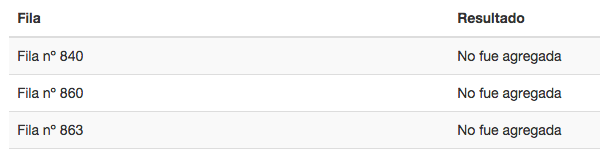 Fila Resultado
Fila nº 840 No fue agregada
Fila nº 860 No fue agregada
Fila nº 863 No fue agregada